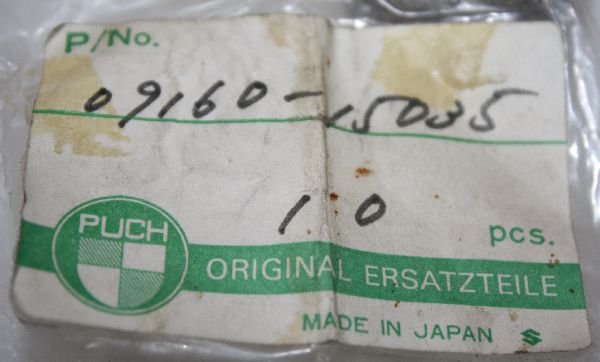 P/No.
09160-15035
10
pcs.
PUCH
ORIGINAL ERSATZTEILE
MADE IN JAPAN